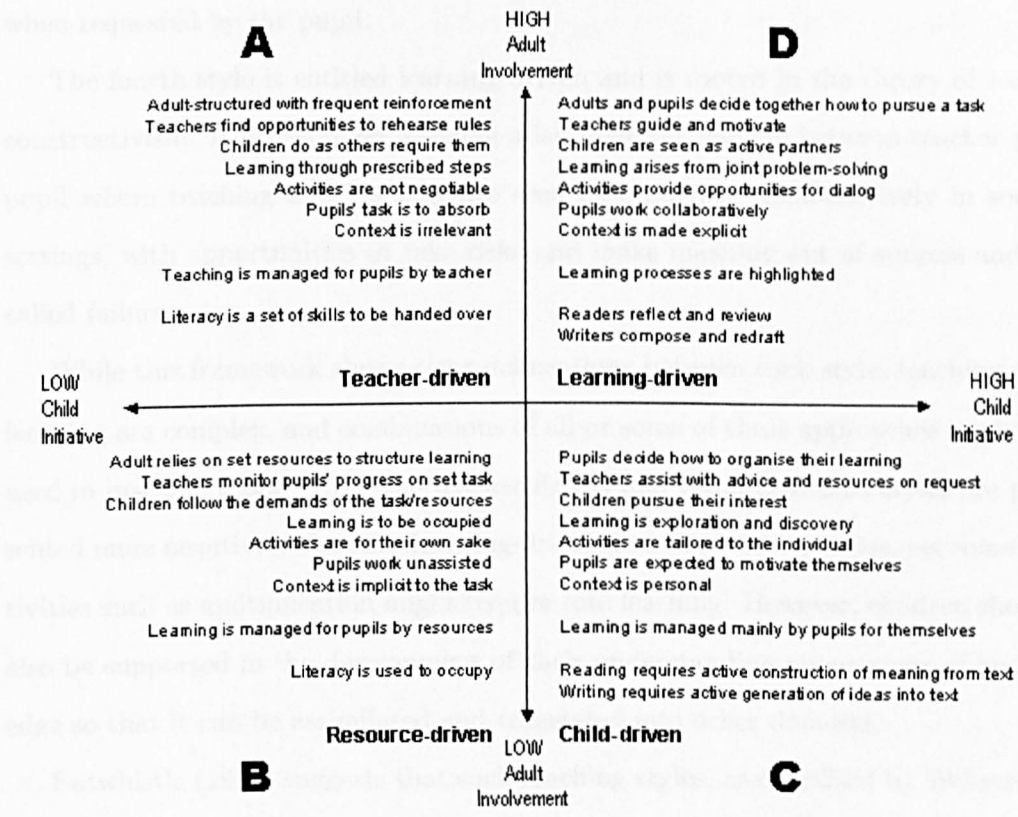 A
HIGH
Adult
Involvement
D
Adult-structured with frequent reinforcement
Teachers find opportunities to rehearse rules
Children do as others require them
Learning through prescribed steps
Activities are not negotiable
Pupils' task is to absorb
Context is irrelevant
Teaching is managed for pupils by teacher
Literacy is a set of skills to be handed over
Teacher-driven
Adults and pupils decide together how to pursue a task
Teachers guide and motivate
Children are seen as active partners
Learning arises from joint problem-solving
Activities provide opportunities for dialog
Pupils work collaboratively
Context is made explicit
Learning processes are highlighted
Readers reflect and review
Writers compose and redraft
Learning-driven
LOW
Child
Initiative
HIGH
Child
Initiative
Adult relies on set resources to structure learning
Teachers monitor pupils' progress on set task
Children follow the demands of the task/resources
Learning is to be occupied
Activities are for their own sake
Pupils work unassisted
Context is implicit to the task
Learning is managed for pupils by resources
Literacy is used to occupy
Resource-driven
B
Pupils decide how to organise their learning
Teachers assist with advice and resources on request
Children pursue their interest
Learning is exploration and discovery
Activities are tailored to the individual
Pupils are expected to motivate themselves
Context is personal
Learning is managed mainly by pupils for themselves
Reading requires active construction of meaning from text
Writing requires active generation of ideas into text
Child-driven
C
LOW
Adult
Involvement